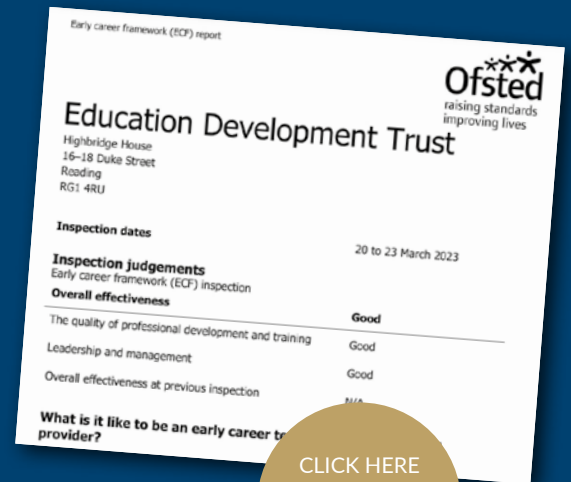 Early career framework (ECF) report
Ofsted
raising standards
improving lives
Education Development Trust
Highbridge House
16–18 Duke Street
Reading
RG1 4RU
Inspection dates
20 to 23 March 2023
Inspection judgements
Early career framework (ECF) inspection
Overall effectiveness Good
The quality of professional development and training Good
Leadership and management Good
Overall effectiveness at previous inspection
What is it like to be an early career
provider?
CLICK HERE